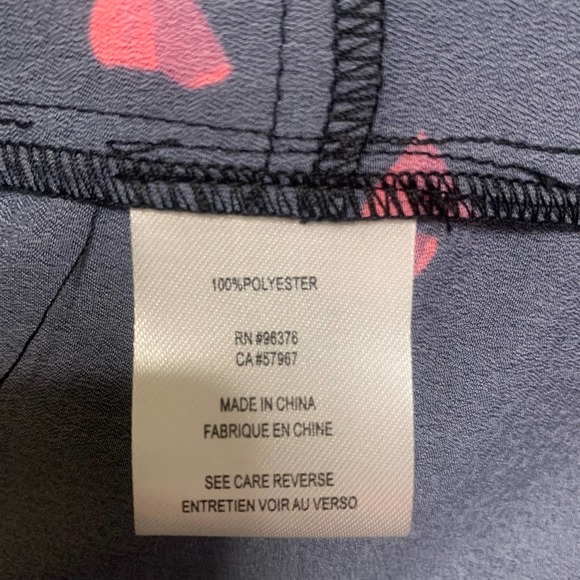 100%POLYESTER
RN #96376
CA #57967
MADE IN CHINA
FABRIQUE EN CHINE
SEE CARE REVERSE
ENTRETIEN VOIR AU VERSO